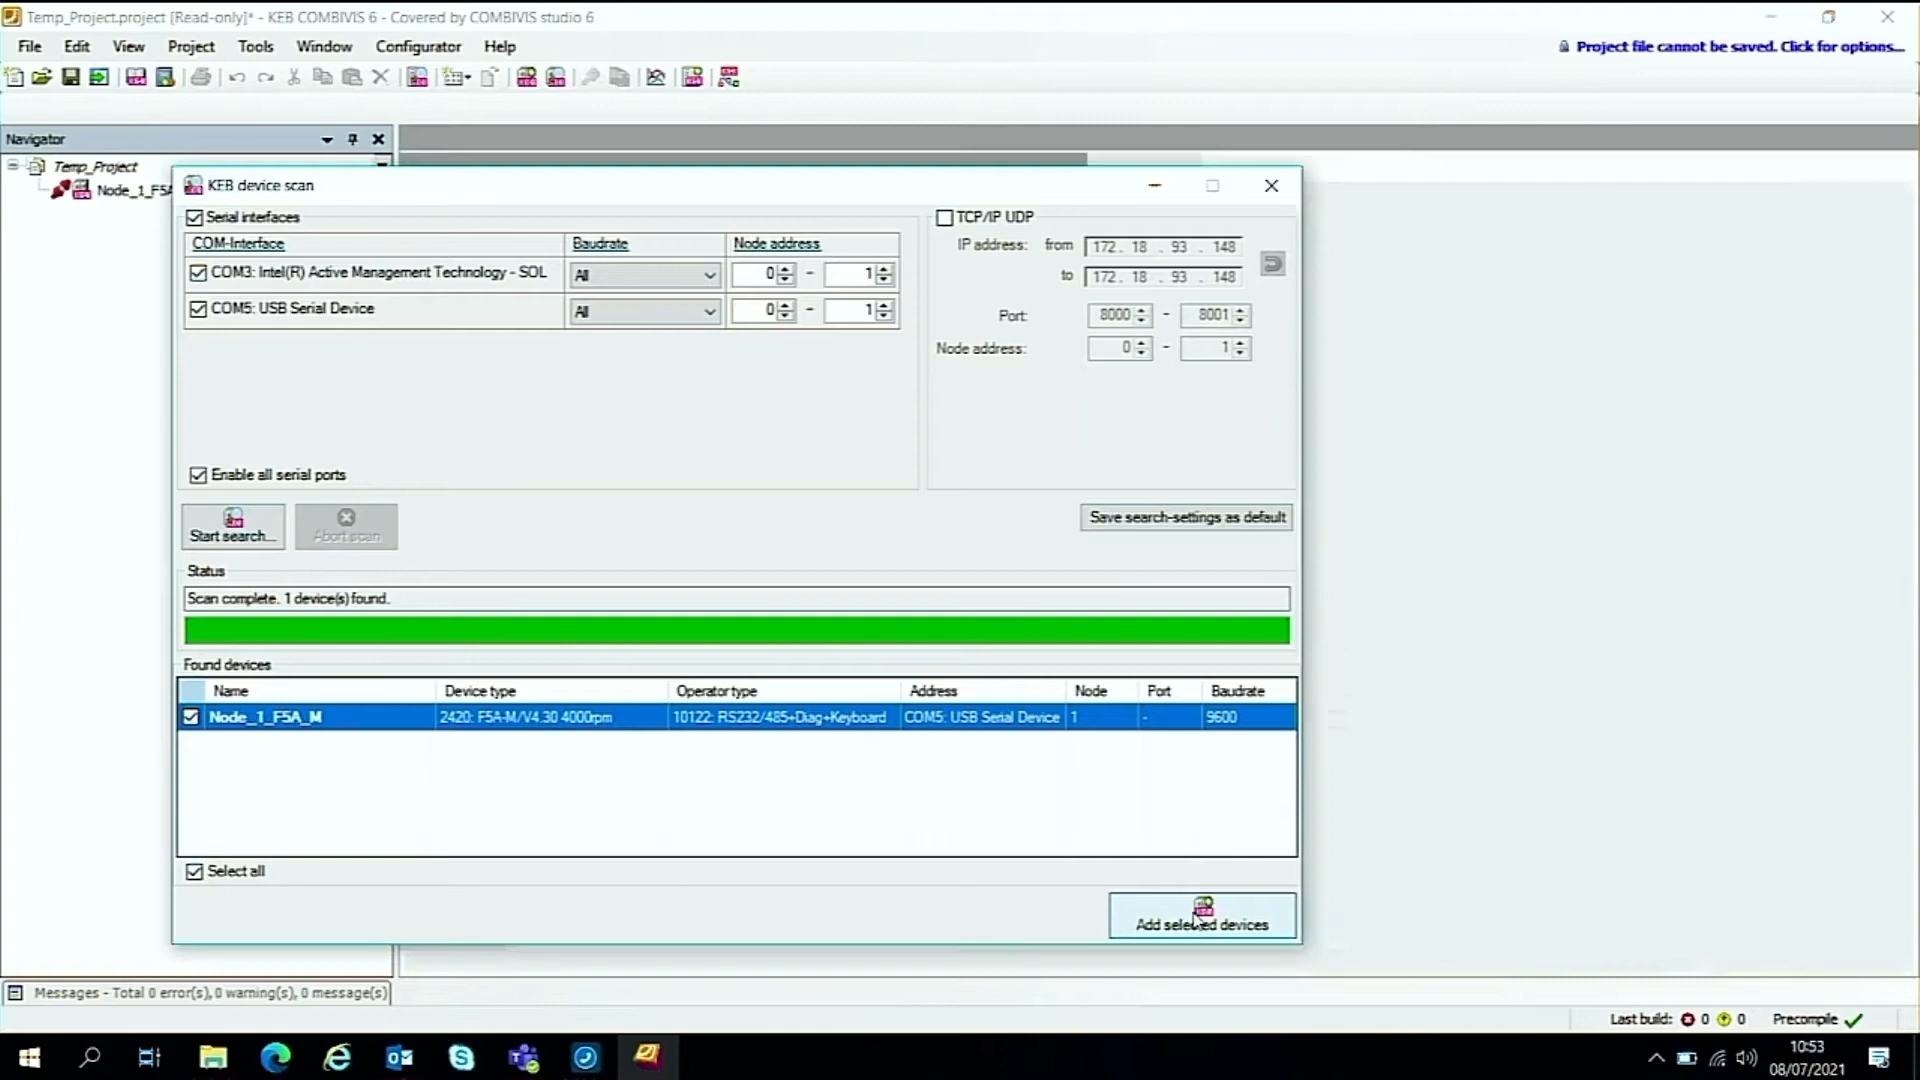 Temp_Project.project [Read-only]* - KEB COMBIVIS 6 - Covered by COMBIVIS studio 6
File Edit View Project Tools Window Configurator Help
Project file cannot be saved. Click for options...
Navigator
Temp_Project
Node_1_F5A
KEB device scan
Serial interfaces
TCP/IP UDP
COM-Interface Baudrate Node address
IP address: from 172. 18 . 93 . 148
COM3: Intel(R) Active Management Technology - SOL All 0 - 1
to 172. 18 . 93 . 148
COM5: USB Serial Device All 0 - 1
Port: 8000 - 8001
Node address: 0 - 1
Enable all serial ports
Start search...
Abort scan
Save search-settings as default
Status
Scan complete. 1 device(s) found.
Found devices
Name Device type Operator type Address Node Port Baudrate
Node_1_F5A_M 2420: F5A-M/V4.30 4000rpm 10122: RS232/485+Diag+Keyboard COM5: USB Serial Device 1 - 9600
Select all
Add selected devices
Messages - Total 0 error(s), 0 warning(s), 0 message(s)
Last build: 0 0 Precompile
10:53
08/07/2021